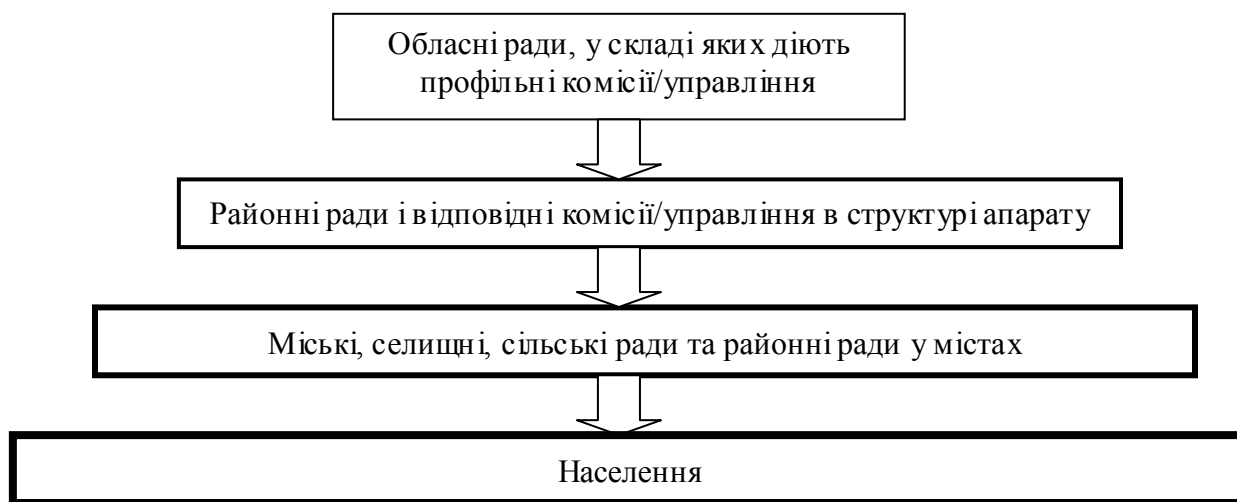 Обласні ради, у складі яких діють
профільні комісії/управління
Районні ради і відповідні комісії/управління в структурі апарату
Міські, селищні, сільські ради та районні ради у містах
Населення